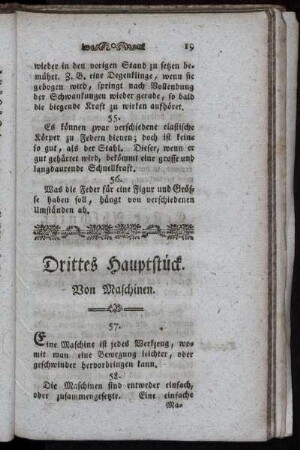 19
wieder in den vorigen Stand zu setzen be-
mühet. Z. B. eine Degenklinge, wenn sie
gebogen wird, springt nach Vollendung
der Schwankungen wieder gerade, so bald
die biegende Kraft zu wirken aufhöret.
55.
Es können zwar verschiedene elastische
Körper zu Federn dienen; doch ist keine
so gut, als der Stahl. Dieser, wenn er
gut gehärtet wird, bekömmt eine grosse und
langdaurende Schnellkraft.
56.
Was die Feder für eine Figur und Gröss-
se haben soll, hängt von verschiedenen
Umständen ab.
Drittes Hauptstück.
Von Maschinen.
57.
Eine Maschine ist jedes Werkzeug, wo-
mit man eine Bewegung leichter, oder
geschwinder hervorbringen kann.
58.
Die Maschinen sind entweder einfach,
oder zusammengesetzte. Eine einfache
Ma-